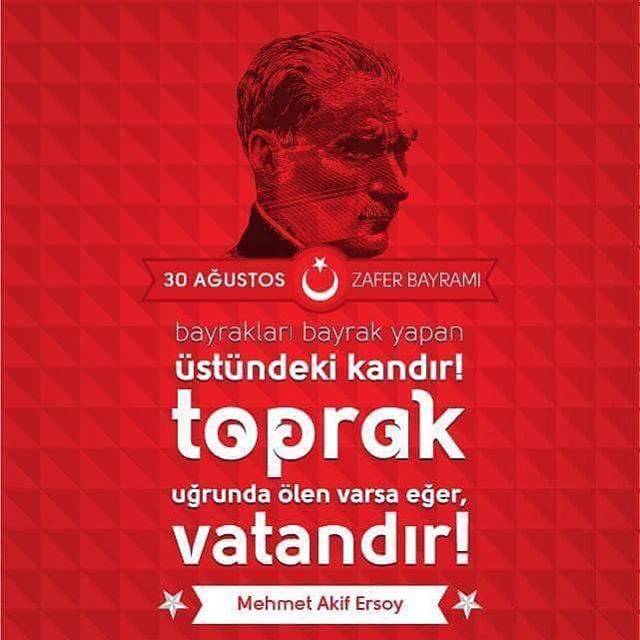 30 AĞUSTOS ZAFER BAYRAMI
bayrakları bayrak yapan
üstündeki kandır!
toprak
uğrunda ölen varsa eğer,
vatandır!
Mehmet Akif Ersoy